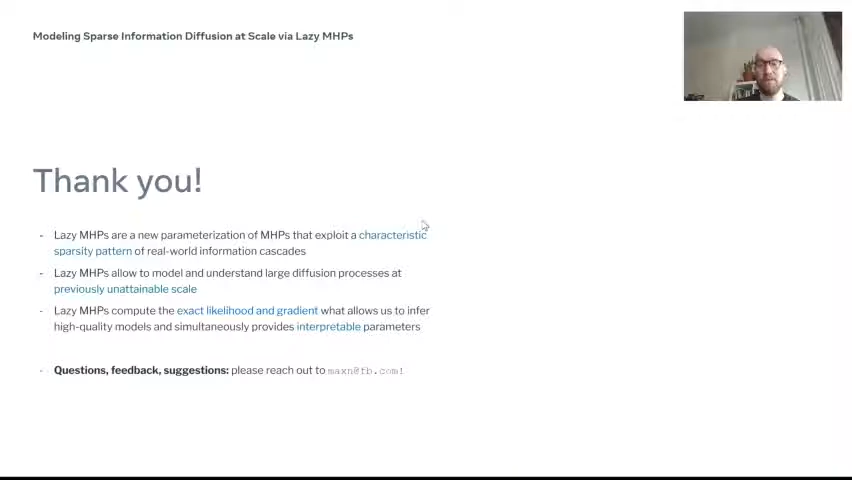 Modeling Sparse Information Diffusion at Scale via Lazy MHPs
Thank you!
- Lazy MHPs are a new parameterization of MHPs that exploit a characteristic
sparsity pattern of real-world information cascades
- Lazy MHPs allow to model and understand large diffusion processes at
previously unattainable scale
- Lazy MHPs compute the exact likelihood and gradient what allows us to infer
high-quality models and simultaneously provides interpretable parameters
- Questions, feedback, suggestions: please reach out to maxn@fb.com!